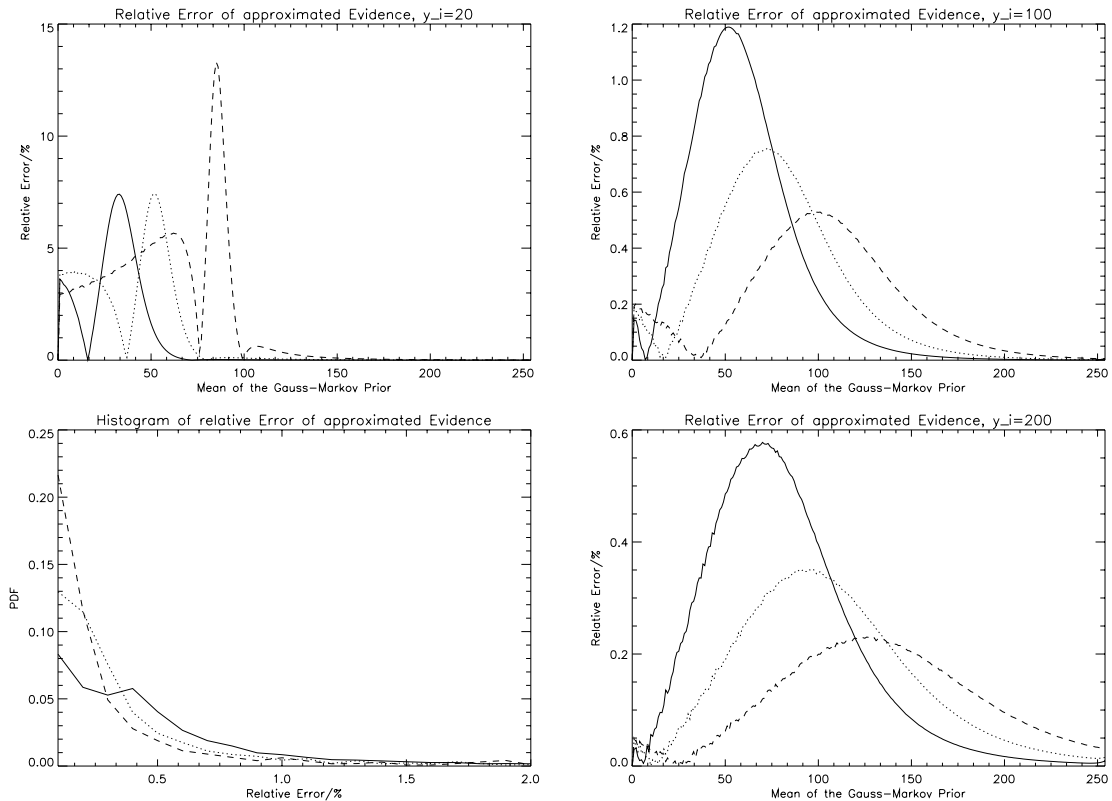 Relative Error of approximated Evidence, y_i=20
15
10
5
0
Relative Error/%
0 50 100 150 200 250
Mean of the Gauss-Markov Prior
Relative Error of approximated Evidence, y_i=100
1.2
1.0
0.8
0.6
0.4
0.2
0.0
Relative Error/%
0 50 100 150 200 250
Mean of the Gauss-Markov Prior
Histogram of relative Error of approximated Evidence
0.25
0.20
0.15
0.10
0.05
0.00
PDF
0.5 1.0 1.5 2.0
Relative Error/%
Relative Error of approximated Evidence, y_i=200
0.6
0.4
0.2
0.0
Relative Error/%
0 50 100 150 200 250
Mean of the Gauss-Markov Prior